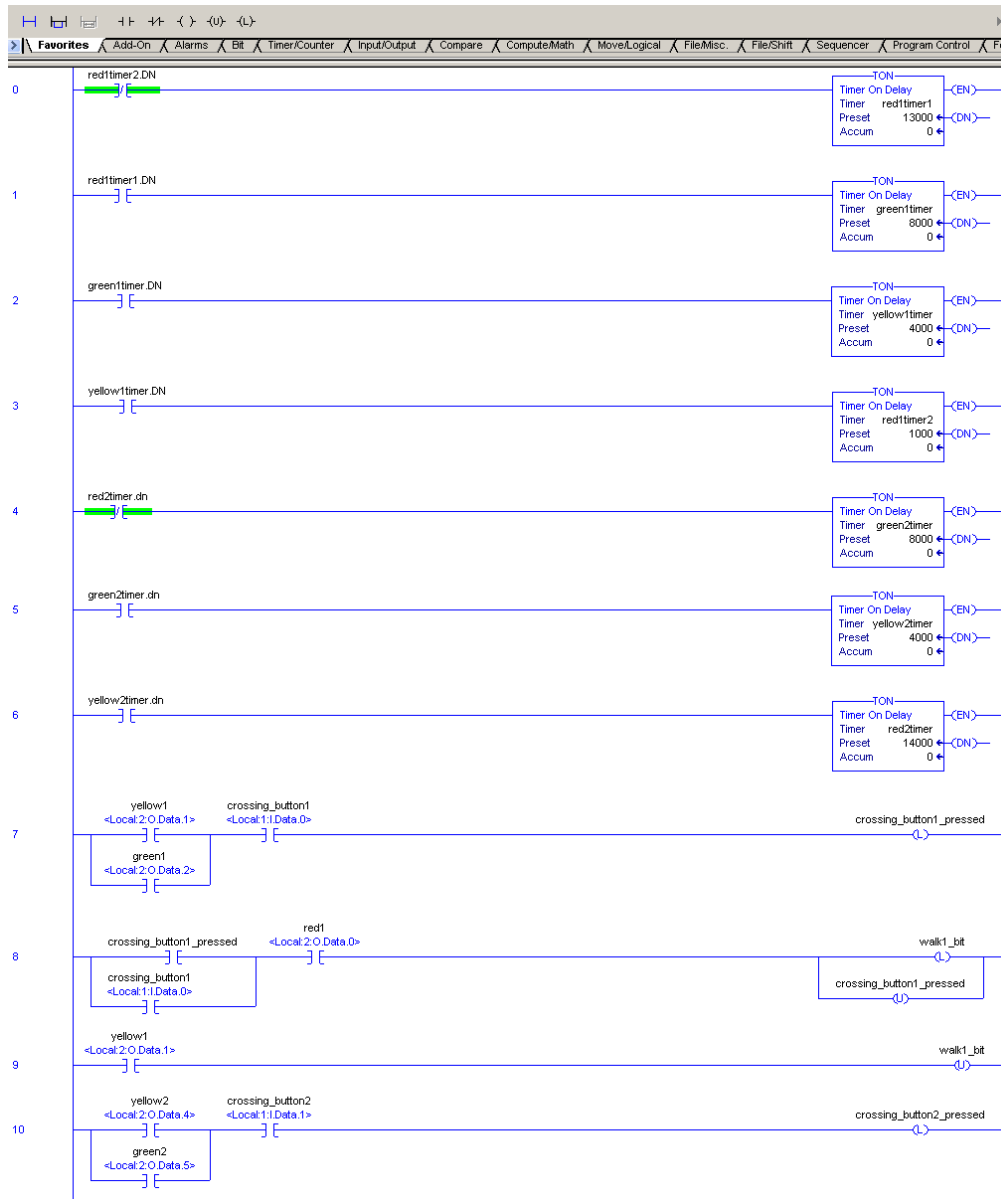 Favorites Add-On Alarms Bit Timer/Counter Input/Output Compare Compute/Math Move/Logical File/Misc. File/Shift Sequencer Program Control
red1timer2.DN
0
TON
Timer On Delay
(EN)
Timer red1timer1
Preset 13000
(DN)
Accum 0
red1timer1.DN
1
TON
Timer On Delay
(EN)
Timer green1timer
Preset 8000
(DN)
Accum 0
green1timer.DN
2
TON
Timer On Delay
(EN)
Timer yellow1timer
Preset 4000
(DN)
Accum 0
yellow1timer.DN
3
TON
Timer On Delay
(EN)
Timer red1timer2
Preset 1000
(DN)
Accum 0
red2timer.dn
4
TON
Timer On Delay
(EN)
Timer green2timer
Preset 8000
(DN)
Accum 0
green2timer.dn
5
TON
Timer On Delay
(EN)
Timer yellow2timer
Preset 4000
(DN)
Accum 0
yellow2timer.dn
6
TON
Timer On Delay
(EN)
Timer red2timer
Preset 14000
(DN)
Accum 0
yellow1
<Local:2:O.Data.1>
crossing_button1
<Local:1:I.Data.0>
7
crossing_button1_pressed
(L)
green1
<Local:2:O.Data.2>
red1
<Local:2:O.Data.0>
crossing_button1_pressed
8
walk1_bit
(L)
crossing_button1
<Local:1:I.Data.0>
crossing_button1_pressed
(U)
yellow1
<Local:2:O.Data.1>
9
walk1_bit
(U)
yellow2
<Local:2:O.Data.4>
crossing_button2
<Local:1:I.Data.1>
10
crossing_button2_pressed
(L)
green2
<Local:2:O.Data.5>